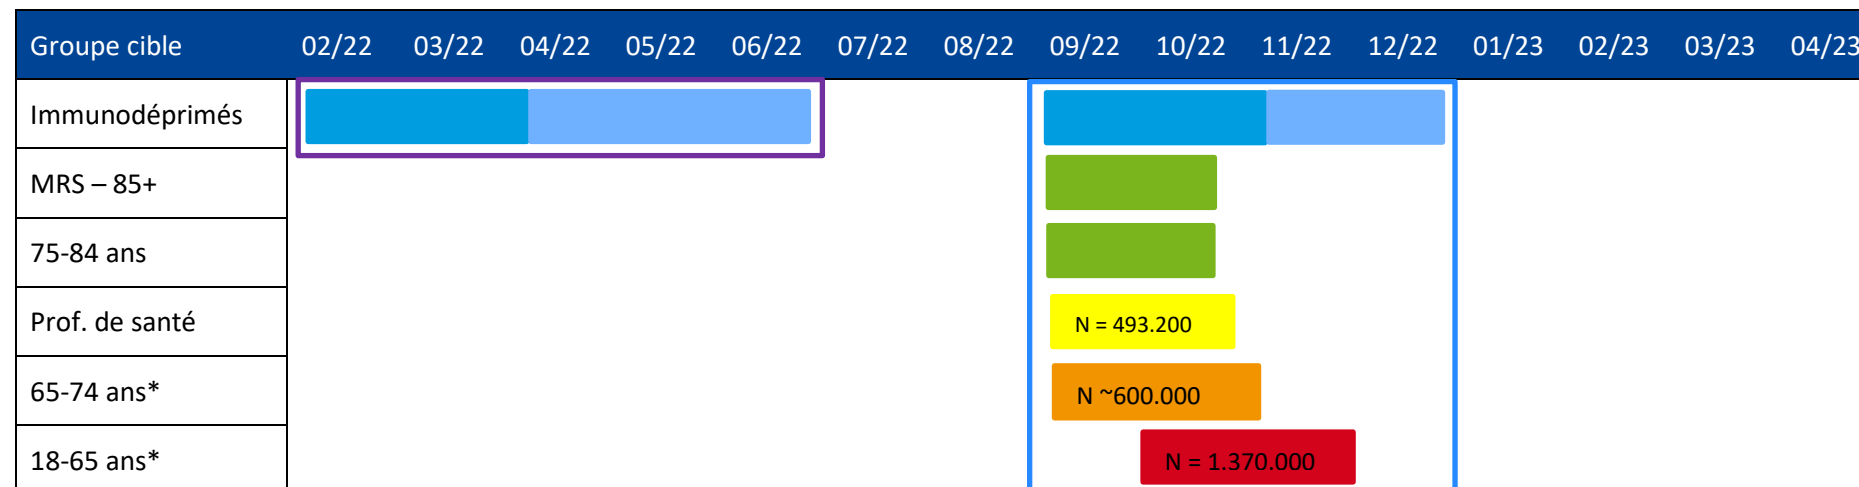 Groupe cible 02/22 03/22 04/22 05/22 06/22 07/22 08/22 09/22 10/22 11/22 12/22 01/23 02/23 03/23 04/23
Immunodéprimés
MRS – 85+
75-84 ans
Prof. de santé N = 493.200
65-74 ans* N ~600.000
18-65 ans* N = 1.370.000